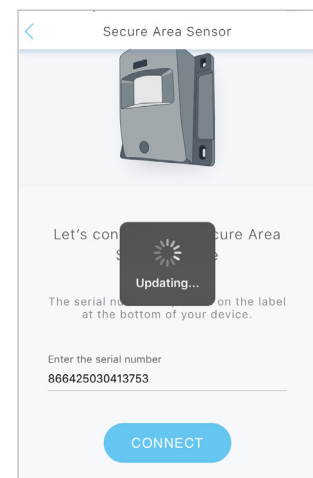 Secure Area Sensor
Let's con cure Area
S e
Updating...
The serial nu on the label
at the bottom of your device.
Enter the serial number
866425030413753
CONNECT